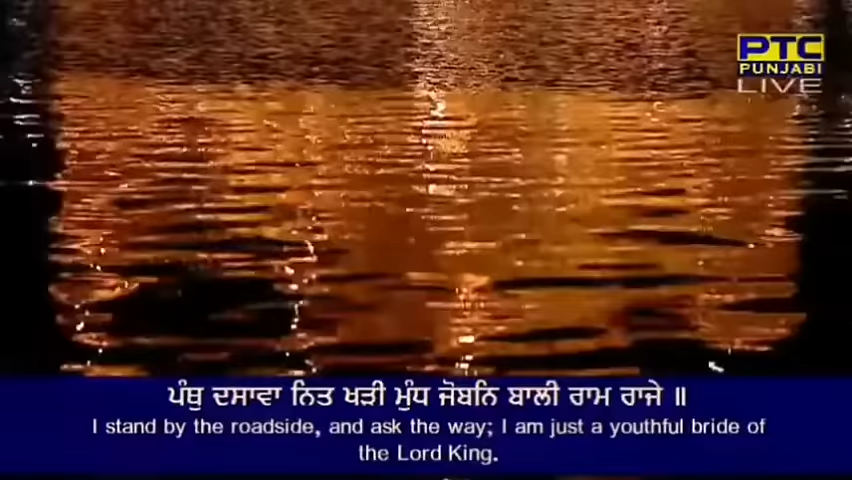 PTC
PUNJABI
LIVE
ਪੰਥੁ ਦਸਾਵਾ ਨਿਤ ਖੜੀ ਮੁੰਧ ਜੋਬਨਿ ਬਾਲੀ ਰਾਮ ਰਾਜੇ ॥
I stand by the roadside, and ask the way; I am just a youthful bride of
the Lord King.